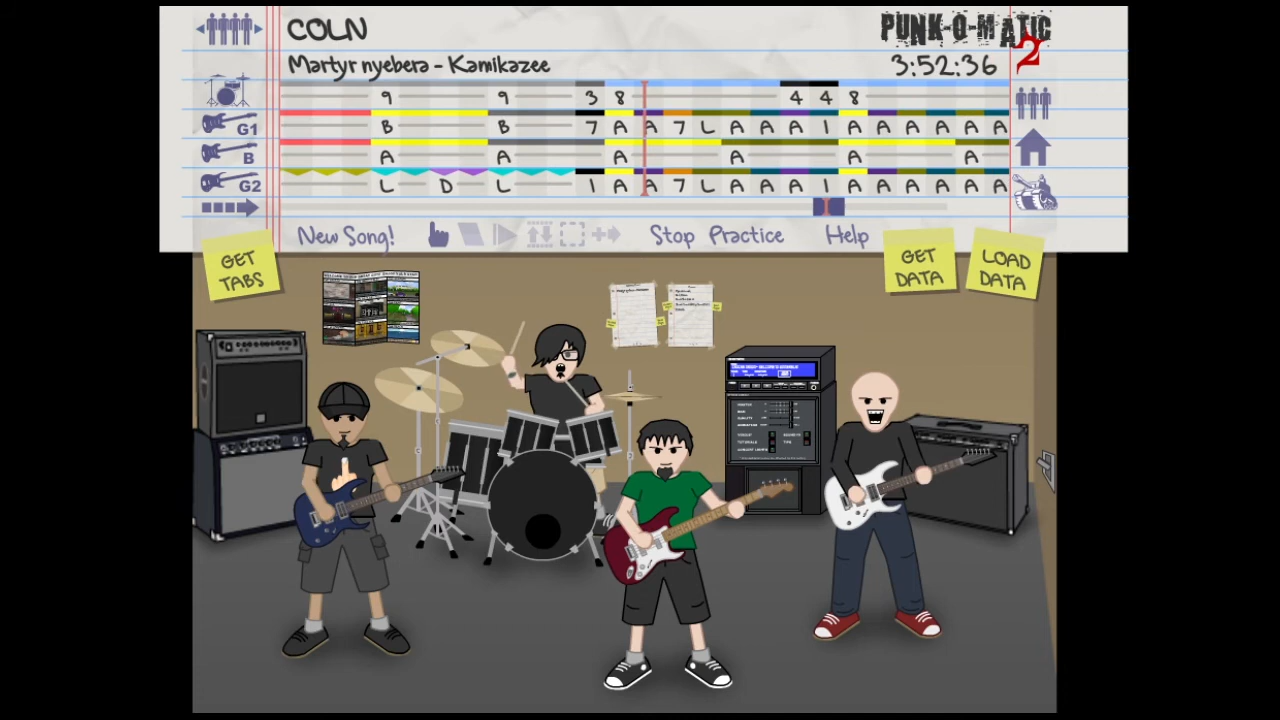 COLN
PUNK-O-MATIC
2
Martyr nyebera - Kamikazee
3:52:36
9 9 3 8 4 4 8
G1 B B 7 A A 7 L A A A 1 A A A A A A
B A A A A A A
G2 L D L 1 A A 7 L A A A 1 A A A A A A
New Song!
Stop Practice
Help
GET
TABS
GET
DATA
LOAD
DATA